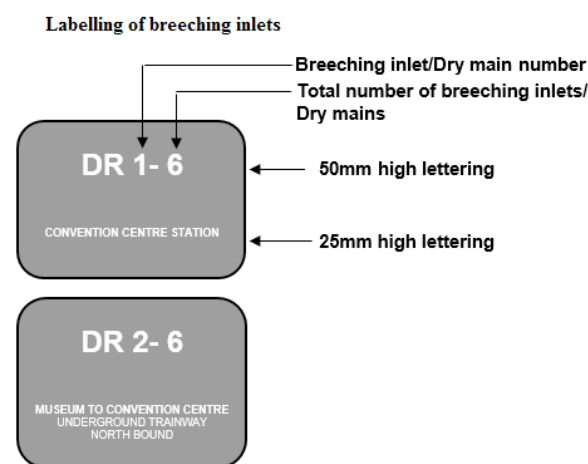 Labelling of breeching inlets
Breeching inlet/Dry main number
Total number of breeching inlets/
Dry mains
DR 1- 6
50mm high lettering
CONVENTION CENTRE STATION
25mm high lettering
DR 2- 6
MUSEUM TO CONVENTION CENTRE
UNDERGROUND TRAINWAY
NORTH BOUND